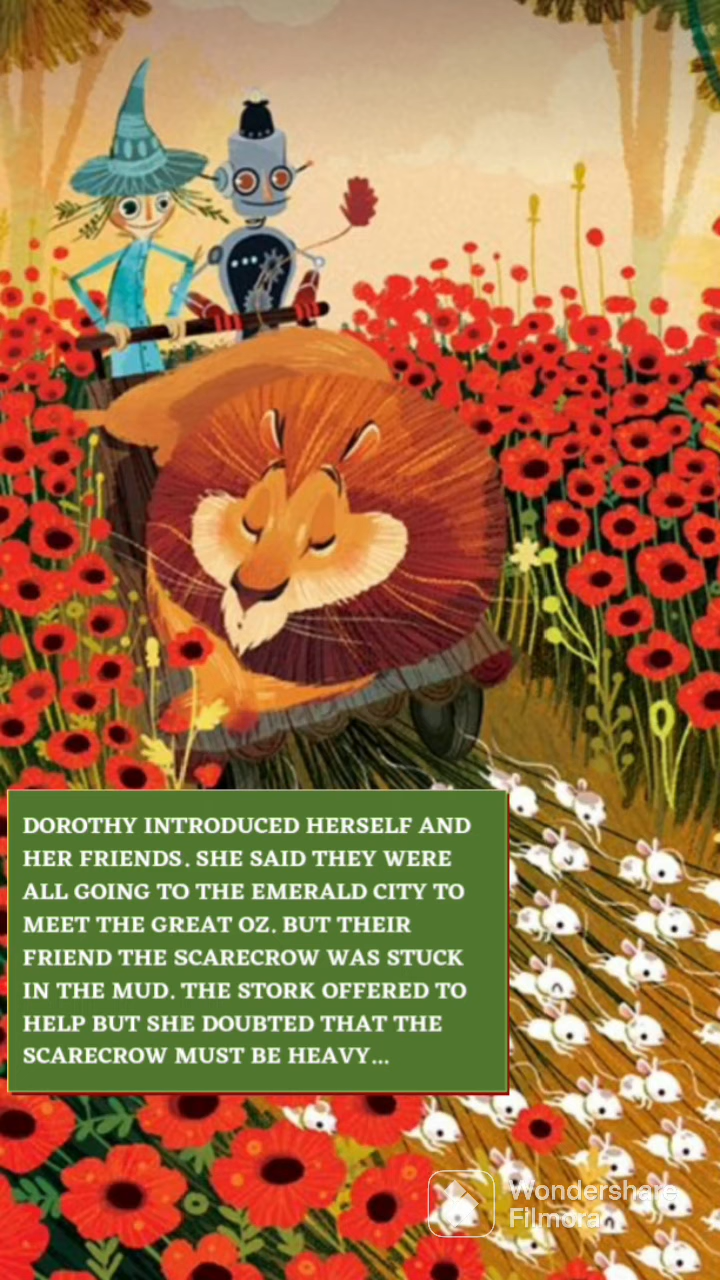 DOROTHY INTRODUCED HERSELF AND
HER FRIENDS. SHE SAID THEY WERE
ALL GOING TO THE EMERALD CITY TO
MEET THE GREAT OZ. BUT THEIR
FRIEND THE SCARECROW WAS STUCK
IN THE MUD. THE STORK OFFERED TO
HELP BUT SHE DOUBTED THAT THE
SCARECROW MUST BE HEAVY...
Wondershare
Filmora